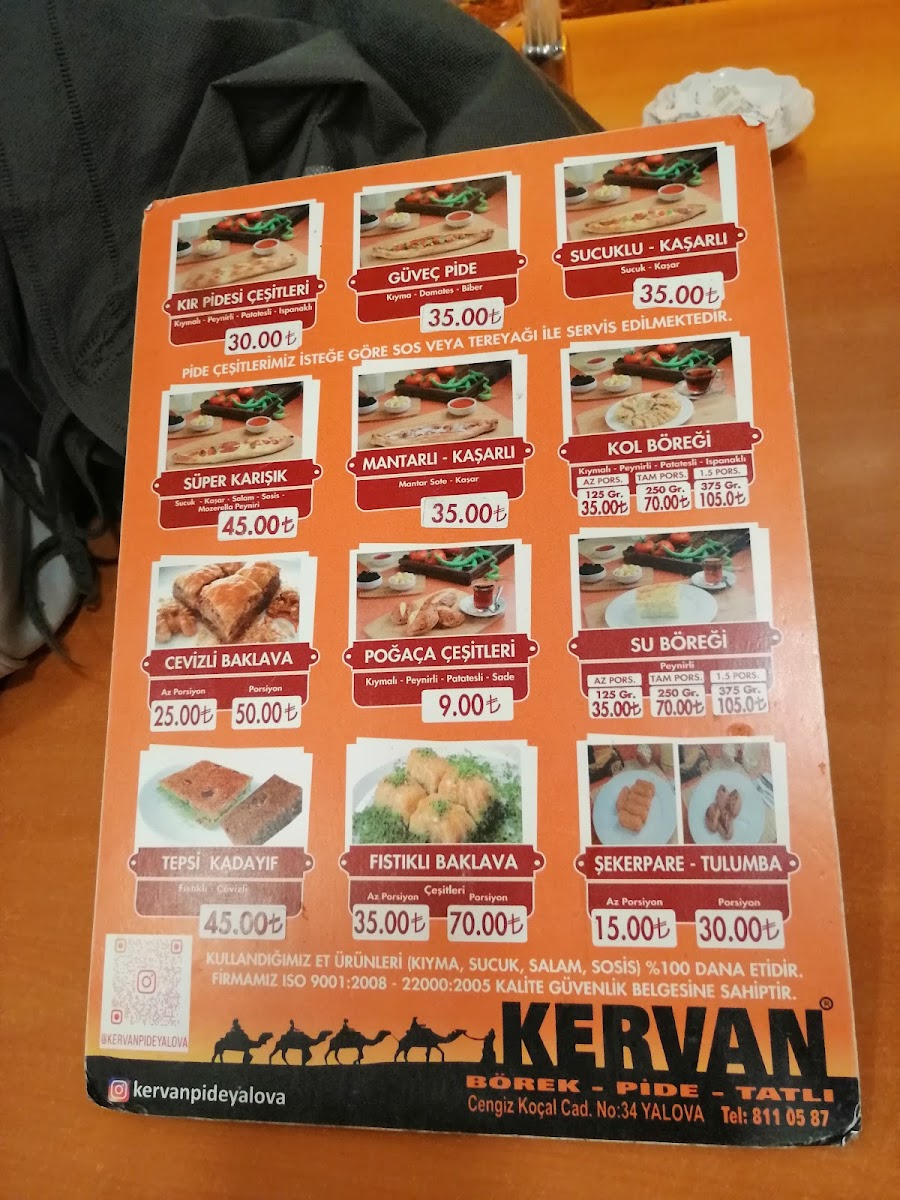 KIR PİDESİ ÇEŞİTLERİ
Kıymalı - Peynirli - Patatesli - Ispanaklı
30.00₺
GÜVEÇ PİDE
Kıyma - Domates - Biber
35.00₺
SUCUKLU - KAŞARLI
Sucuk - Kaşar
35.00₺
PİDE ÇEŞİTLERİMİZ İSTEĞE GÖRE SOS VEYA TEREYAĞI İLE SERVİS EDİLMEKTEDİR.
SÜPER KARIŞIK
Sucuk - Kaşar - Salam - Sosis -
Mozerella Peyniri
45.00₺
MANTARLI - KAŞARLI
Mantar Sote - Kaşar
35.00₺
KOL BÖREĞİ
Kıymalı - Peynirli - Patatesli - Ispanaklı
AZ PORS. TAM PORS. 1.5 PORS.
125 Gr. 250 Gr. 375 Gr.
35.00₺ 70.00₺ 105.0₺
CEVİZLİ BAKLAVA
Az Porsiyon Porsiyon
25.00₺ 50.00₺
POĞAÇA ÇEŞİTLERİ
Kıymalı - Peynirli - Patatesli - Sade
9.00₺
SU BÖREĞİ
Peynirli
AZ PORS. TAM PORS. 1.5 PORS.
125 Gr. 250 Gr. 375 Gr.
35.00₺ 70.00₺ 105.0₺
TEPSİ KADAYIF
Fıstıklı - Cevizli
45.00₺
FISTIKLI BAKLAVA
Çeşitleri
Az Porsiyon Porsiyon
35.00₺ 70.00₺
ŞEKERPARE - TULUMBA
Az Porsiyon Porsiyon
15.00₺ 30.00₺
KULLANDIĞIMIZ ET ÜRÜNLERİ (KIYMA, SUCUK, SALAM, SOSİS) %100 DANA ETİDİR.
FİRMAMIZ ISO 9001:2008 - 22000:2005 KALİTE GÜVENLİK BELGESİNE SAHİPTİR.
@KERVANPIDEYALOVA
KERVAN®
BÖREK - PİDE - TATLI
kervanpideyalova
Cengiz Koçal Cad. No:34 YALOVA Tel: 811 05 87